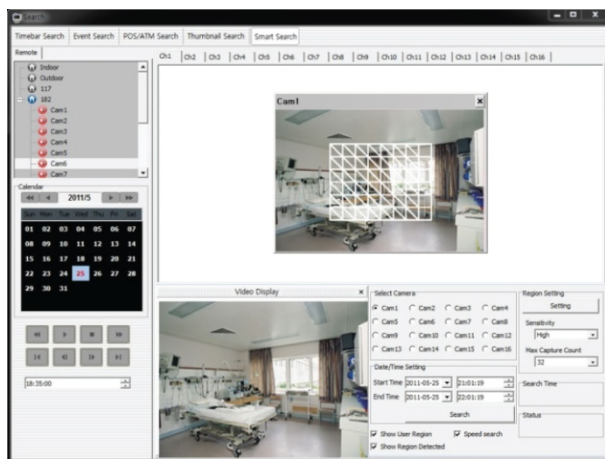 Search
Timebar Search Event Search POS/ATM Search Thumbnail Search Smart Search
Remote
Ch1 Ch2 Ch3 Ch4 Ch5 Ch6 Ch7 Ch8 Ch9 Ch10 Ch11 Ch12 Ch13 Ch14 Ch15 Ch16
Indoor
Outdoor
117
182
Cam1
Cam2
Cam3
Cam4
Cam5
Cam6
Cam7
Cam1
Calendar
2011/5
Sun Mon Tue Wed Thu Fri Sat
01 02 03 04 05 06 07
08 09 10 11 12 13 14
15 16 17 18 19 20 21
22 23 24 25 26 27 28
29 30 31
18:35:00
Video Display
Select Camera
Cam1 Cam2 Cam3 Cam4
Cam5 Cam6 Cam7 Cam8
Cam9 Cam10 Cam11 Cam12
Cam13 Cam14 Cam15 Cam16
Date/Time Setting
Start Time 2011-05-25 21:01:19
End Time 2011-05-25 22:01:19
Search
Show User Region Speed search
Show Region Detected
Region Setting
Setting
Sensitivity
High
Max Capture Count
32
Search Time
Status